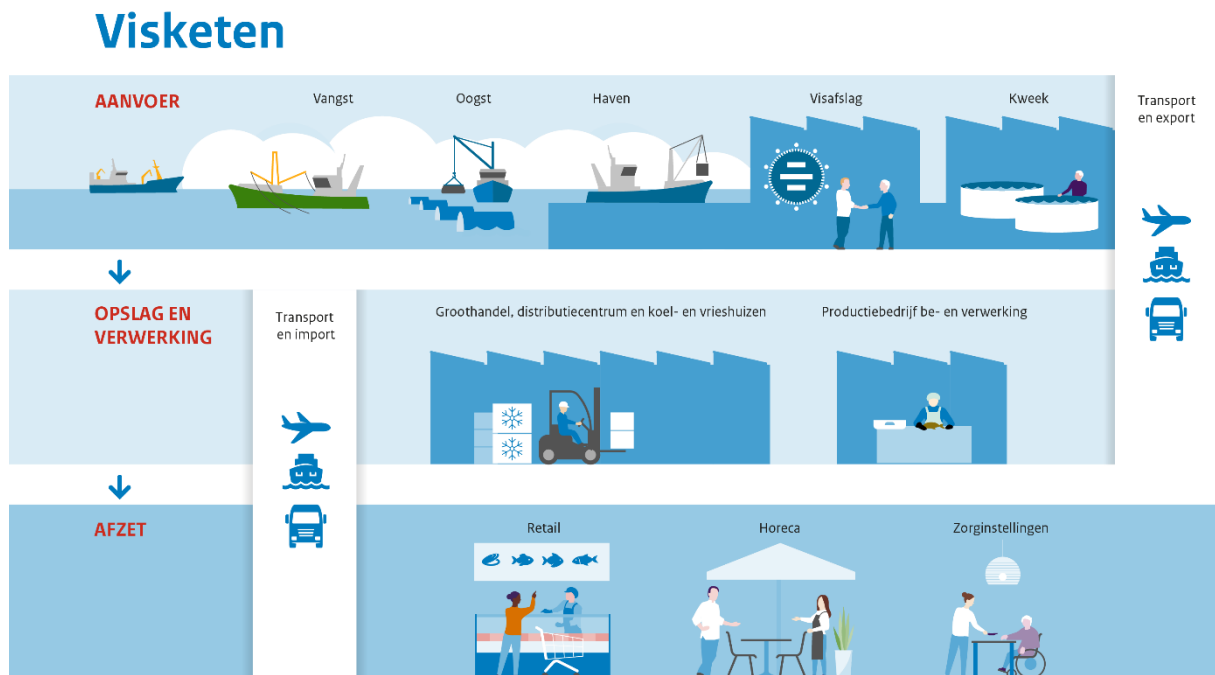 Visketen
AANVOER
Vangst
Oogst
Haven
Visafslag
Kweek
Transport
en export
OPSLAG EN
VERWERKING
Transport
en import
Groothandel, distributiecentrum en koel- en vrieshuizen
Productiebedrijf be- en verwerking
AFZET
Retail
Horeca
Zorginstellingen